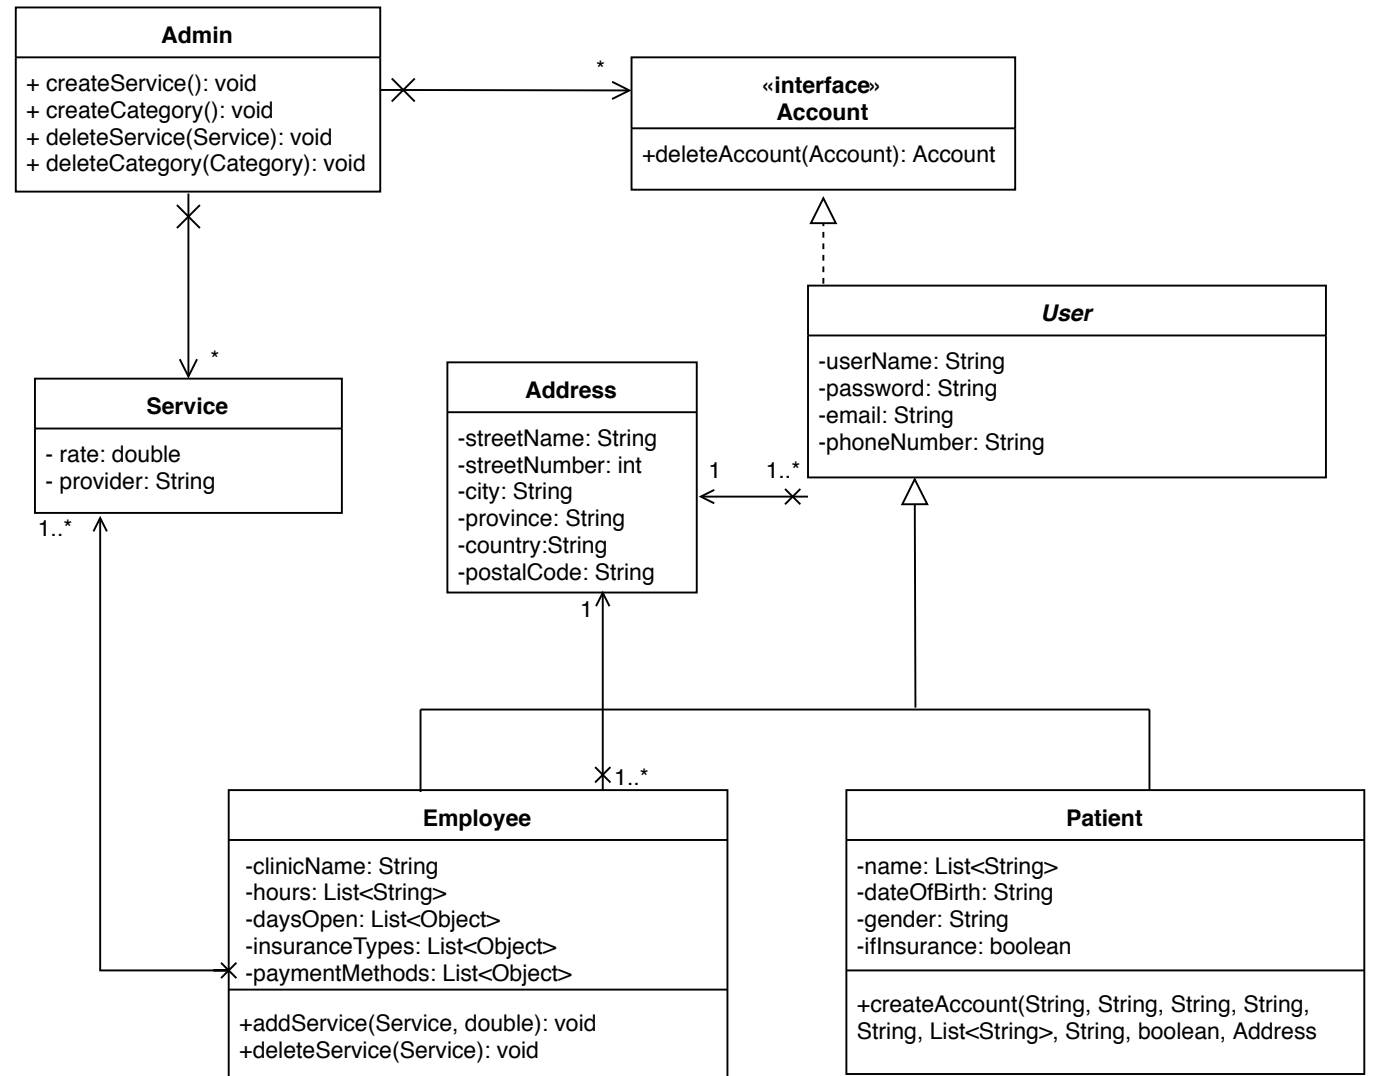 Admin
+ createService(): void
+ createCategory(): void
+ deleteService(Service): void
+ deleteCategory(Category): void
*
«interface»
Account
+deleteAccount(Account): Account
*
User
-userName: String
-password: String
-email: String
-phoneNumber: String
Service
- rate: double
- provider: String
1..*
Address
-streetName: String
-streetNumber: int
-city: String
-province: String
-country:String
-postalCode: String
1
1..*
1
1..*
Employee
-clinicName: String
-hours: List<String>
-daysOpen: List<Object>
-insuranceTypes: List<Object>
-paymentMethods: List<Object>
+addService(Service, double): void
+deleteService(Service): void
Patient
-name: List<String>
-dateOfBirth: String
-gender: String
-ifInsurance: boolean
+createAccount(String, String, String, String,
String, List<String>, String, boolean, Address